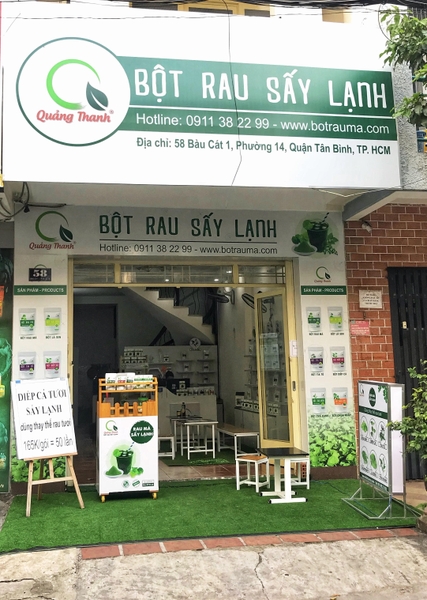 Quảng Thanh®
BỘT RAU SẤY LẠNH
Hotline: 0911 38 22 99 - www.botrauma.com
Địa chỉ: 58 Bàu Cát 1, Phường 14, Quận Tân Bình, TP. HCM
Quảng Thanh
BỘT RAU SẤY LẠNH
Hotline: 0911 38 22 99 - www.botrauma.com
58
SẢN PHẨM - PRODUCTS
SẢN PHẨM - PRODUCTS
DIẾP CÁ TƯƠI
SẤY LẠNH
dùng thay thế rau tươi
165K/gói = 50 lần
RAU MÁ
SẤY LẠNH